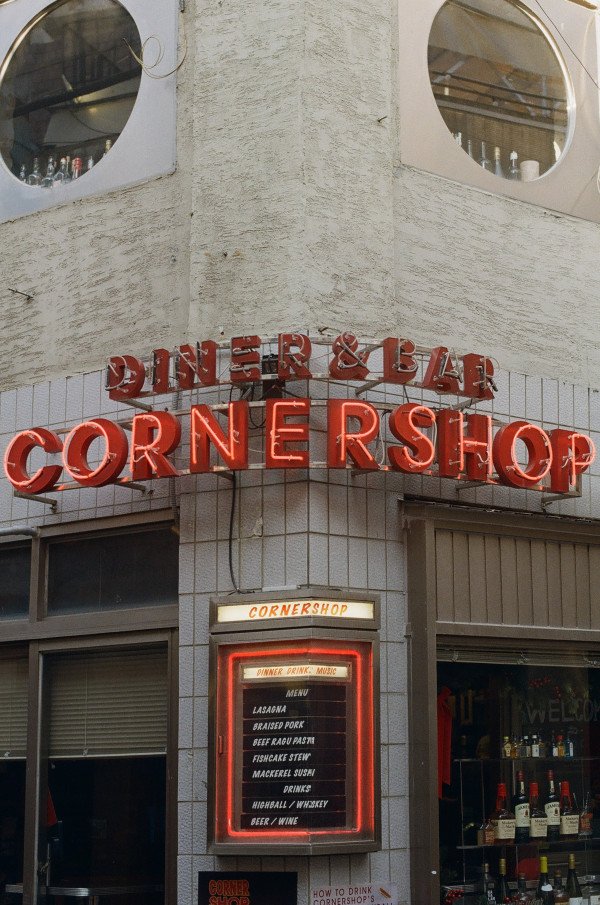 DINER & BAR
CORNERSHOP
CORNERSHOP
DINNER DRINK MUSIC
MENU
LASAGNA
BRAISED PORK
BEEF RAGU PASTA
FISHCAKE STEW
MACKEREL SUSHI
DRINKS
HIGHBALL / WHISKEY
BEER / WINE
WELCOM
CORNER
SHOP
HOW TO DRINK
CORNERSHOP'S